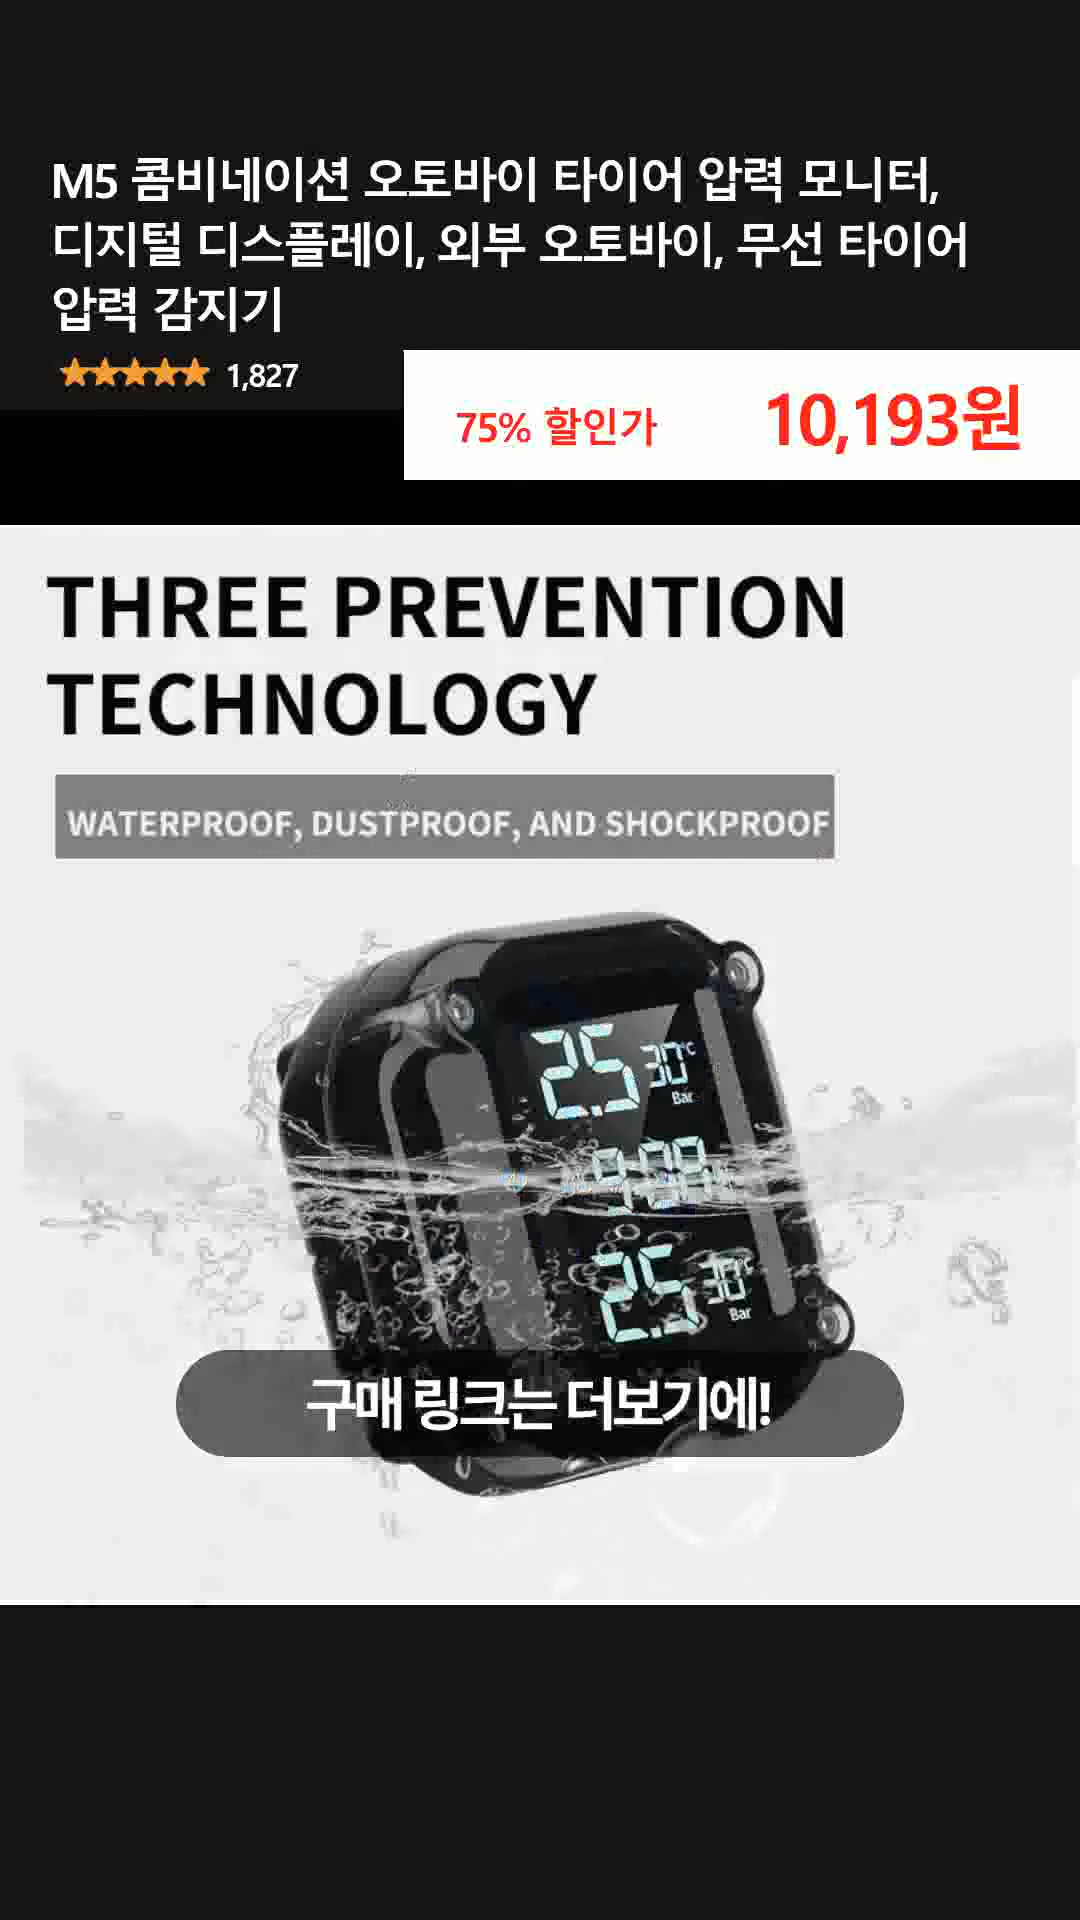 M5 콤비네이션 오토바이 타이어 압력 모니터,
디지털 디스플레이, 외부 오토바이, 무선 타이어
압력 감지기
1,827
75% 할인가 10,193원
THREE PREVENTION
TECHNOLOGY
WATERPROOF, DUSTPROOF, AND SHOCKPROOF
2.5 30°C
Bar
2.5 30°C
Bar
구매 링크는 더보기에!